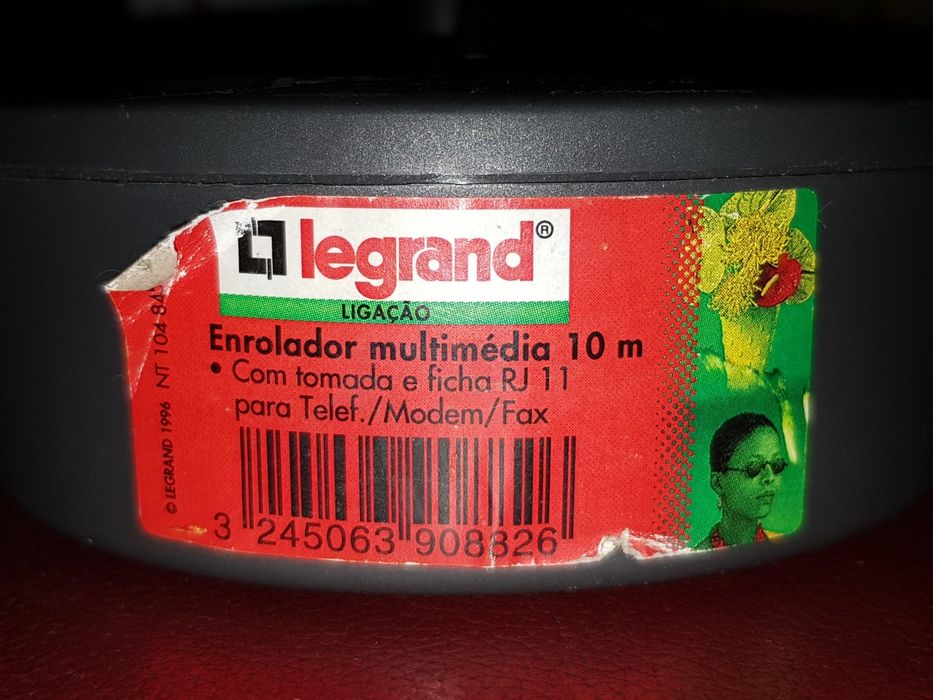 legrand®
LIGAÇÃO
Enrolador multimédia 10 m
• Com tomada e ficha RJ 11
para Telef./Modem/Fax
3 245063 908826
© LEGRAND 1996 NT 104 84